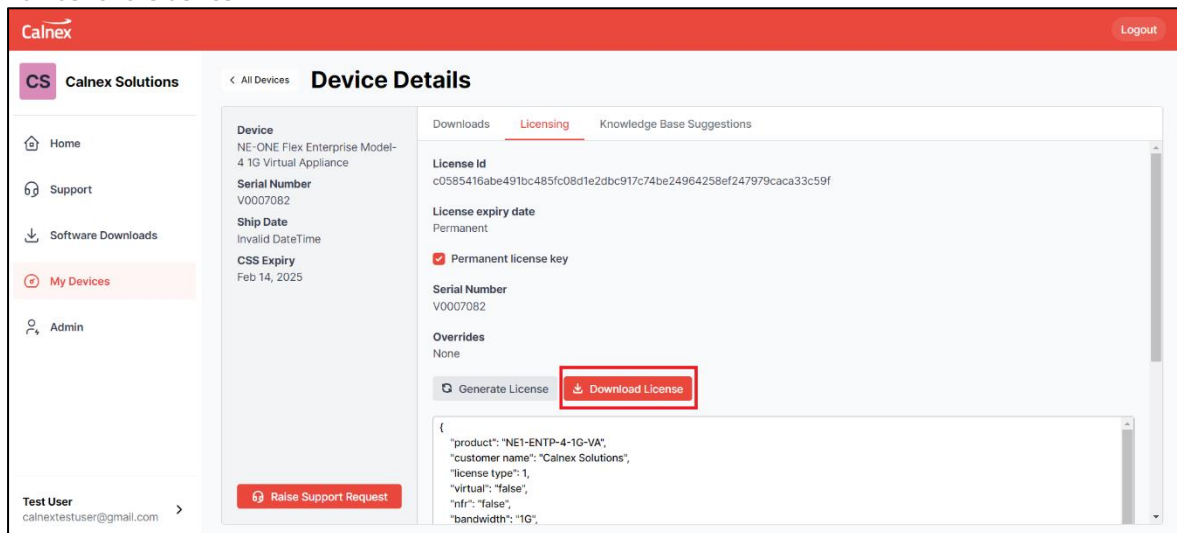 Calnex
Logout
CS Calnex Solutions
Home
Support
Software Downloads
My Devices
Admin
Test User
calnextestuser@gmail.com
< All Devices Device Details
Device
NE-ONE Flex Enterprise Model-
4 1G Virtual Appliance
Serial Number
V0007082
Ship Date
Invalid DateTime
CSS Expiry
Feb 14, 2025
Raise Support Request
Downloads Licensing Knowledge Base Suggestions
License Id
c0585416abe491bc485fc08d1e2dbc917c74be24964258ef247979caca33c59f
License expiry date
Permanent
Permanent license key
Serial Number
V0007082
Overrides
None
Generate License Download License
{
"product": "NE1-ENTP-4-1G-VA",
"customer name": "Calnex Solutions",
"license type": 1,
"virtual": "false",
"nfr": "false",
"bandwidth": "1G",